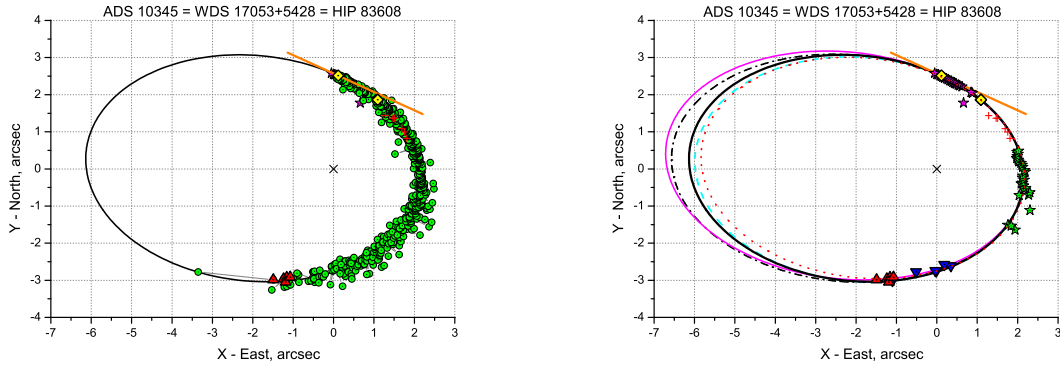 ADS 10345 = WDS 17053+5428 = HIP 83608
4
3
2
1
0
-1
-2
-3
-4
Y - North, arcsec
-7 -6 -5 -4 -3 -2 -1 0 1 2 3
X - East, arcsec
ADS 10345 = WDS 17053+5428 = HIP 83608
4
3
2
1
0
-1
-2
-3
-4
Y - North, arcsec
-7 -6 -5 -4 -3 -2 -1 0 1 2 3
X - East, arcsec